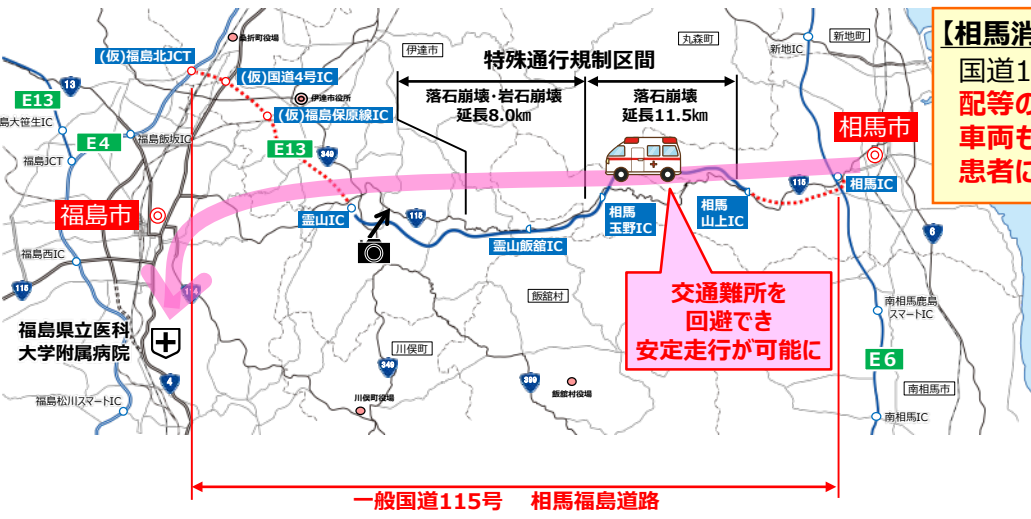 桑折町役場
伊達市
丸森町
新地IC
新地町
【相馬消
国道1
配等の
車両も
患者に
(仮)福島北JCT
特殊通行規制区間
13
E13
(仮)国道4号IC
落石崩壊・岩石崩壊
延長8.0km
落石崩壊
延長11.5km
伊達市役所
島大笹生IC
(仮)福島保原線IC
相馬市
E4
福島飯坂IC
E13
349
福島JCT
115
相馬IC
福島市
霊山IC
115
相馬
玉野IC
相馬
山上IC
6
霊山飯舘IC
福島西IC
115
114
飯舘村
交通難所を
回避でき
安定走行が可能に
南相馬鹿島
スマートIC
福島県立医科
大学附属病院
川俣町
349
E6
4
399
飯舘村役場
南相馬市
福島松川スマートIC
川俣町役場
南相馬IC
一般国道115号 相馬福島道路